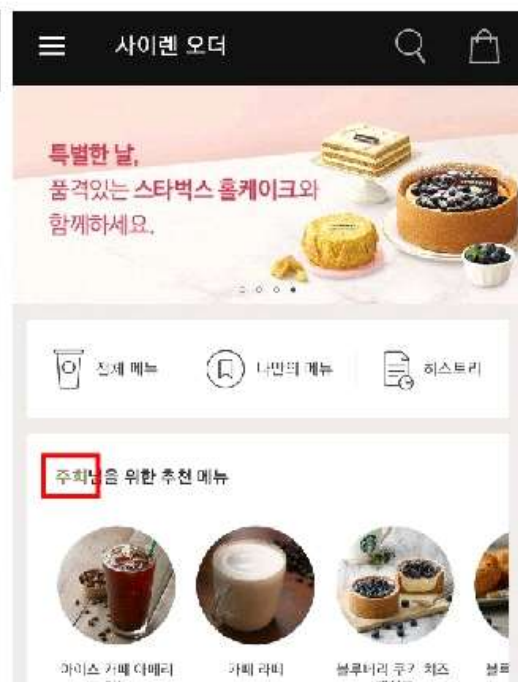 사이렌 오더
특별한 날,
품격있는 스타벅스 홀케이크와
함께하세요.
전체 메뉴
나만의 메뉴
히스토리
주희님을 위한 추천 메뉴
아이스 카페 아메리
카페 라떼
블루베리 쿠키 치즈
블루